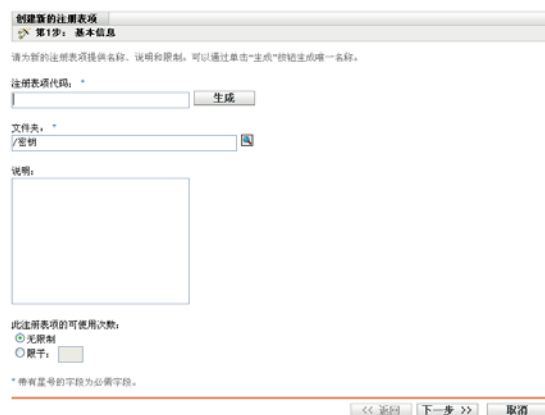 创建新的注册表项
第1步： 基本信息
请为新的注册表项提供名称、说明和限制。可以通过单击“生成”按钮生成唯一名称。
注册表项代码： *
生成
文件夹： *
/密钥
说明：
此注册表项的可使用次数：
无限制
限于：
* 带有星号的字段为必需字段。
<< 返回 下一步 >> 取消